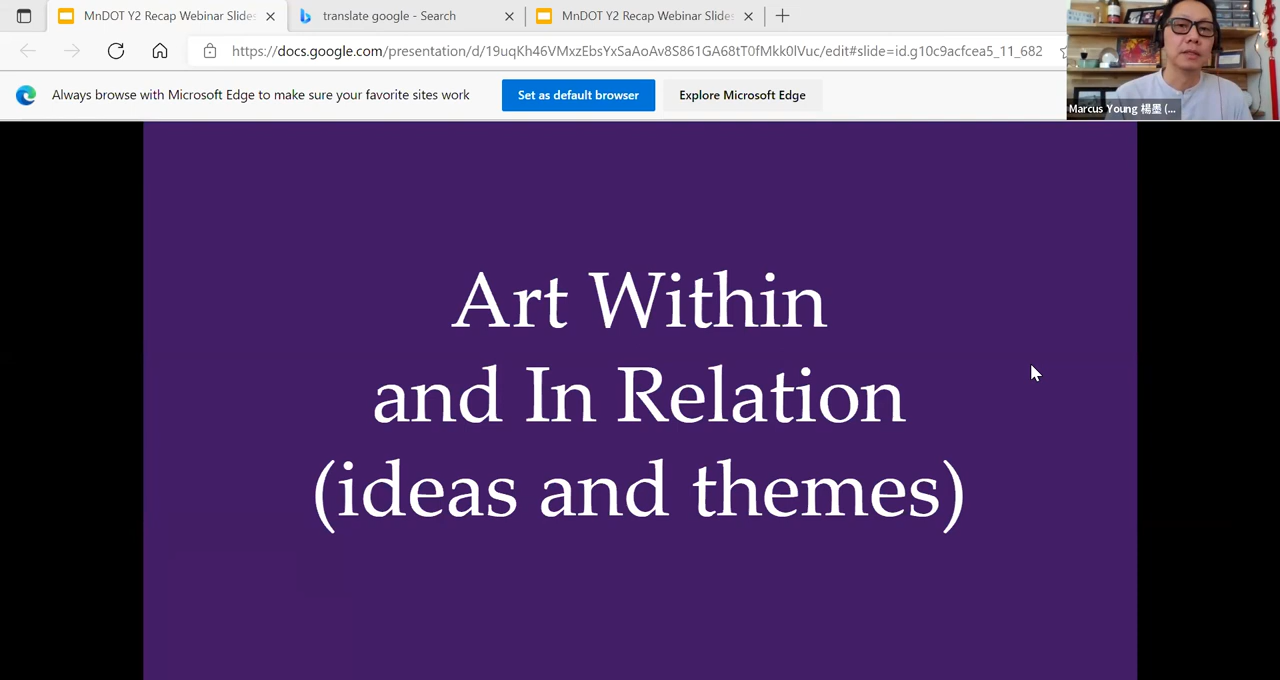 MnDOT Y2 Recap Webinar Slides
translate google - Search
MnDOT Y2 Recap Webinar Slides
https://docs.google.com/presentation/d/19uqKh46VMxzEbsYxSaAoAv8S861GA68tT0fMkk0lVuc/edit#slide=id.g10c9acfcea5_11_682
Always browse with Microsoft Edge to make sure your favorite sites work
Set as default browser
Explore Microsoft Edge
Marcus Young 楊墨 (...
Art Within
and In Relation
(ideas and themes)